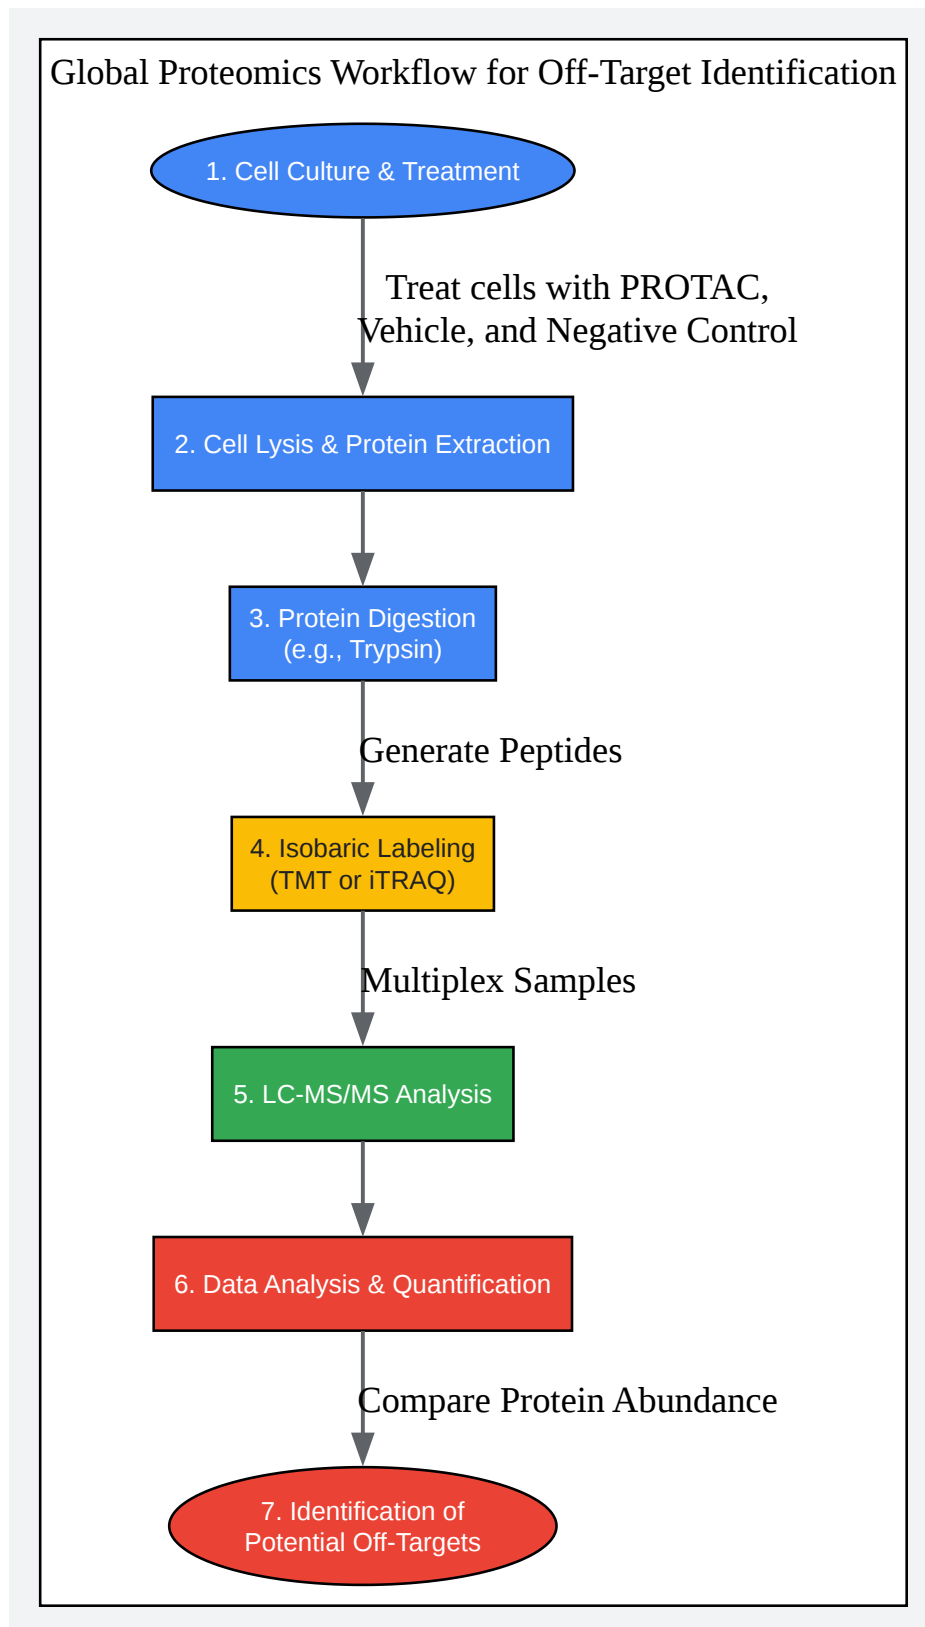 Global Proteomics Workflow for Off-Target Identification
1. Cell Culture & Treatment
Treat cells with PROTAC,
Vehicle, and Negative Control
2. Cell Lysis & Protein Extraction
3. Protein Digestion
(e.g., Trypsin)
Generate Peptides
4. Isobaric Labeling
(TMT or iTRAQ)
Multiplex Samples
5. LC-MS/MS Analysis
6. Data Analysis & Quantification
Compare Protein Abundance
7. Identification of
Potential Off-Targets